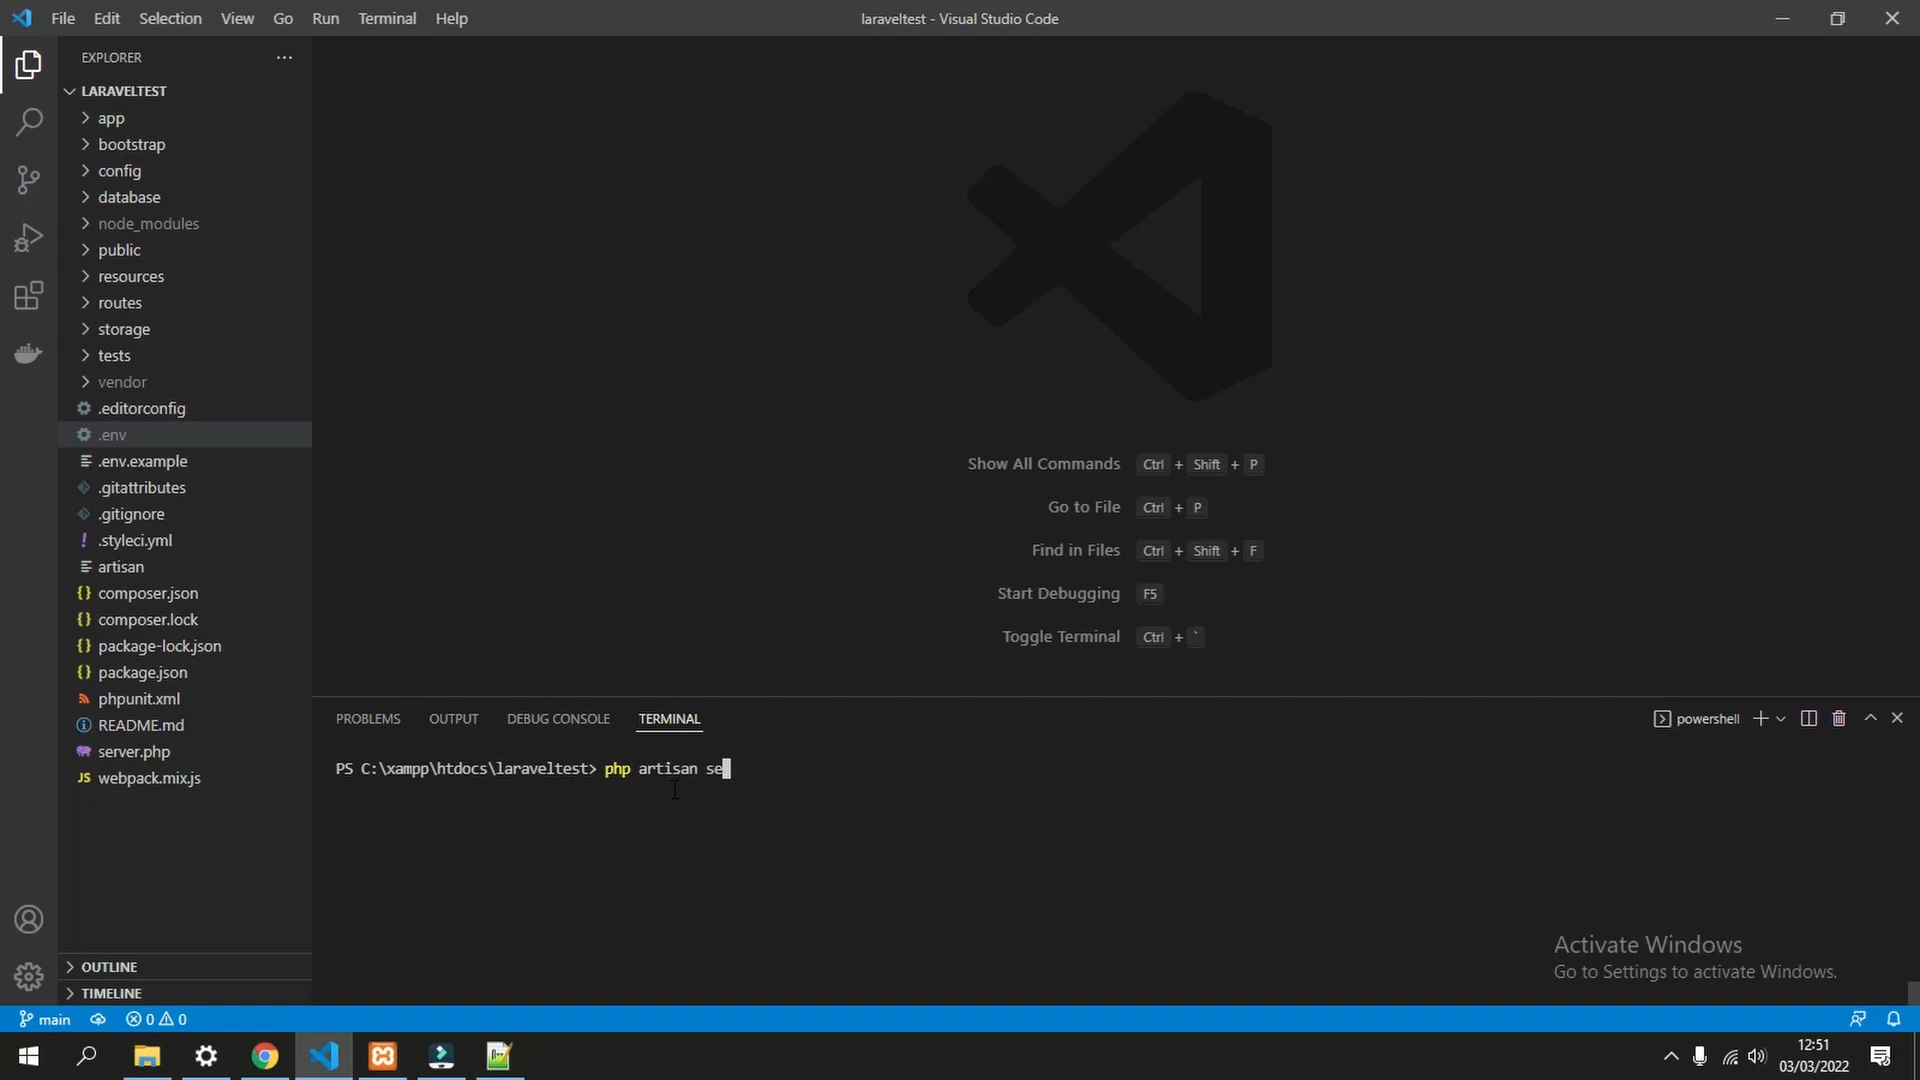 File Edit Selection View Go Run Terminal Help
laraveltest - Visual Studio Code
EXPLORER
LARAVELTEST
app
bootstrap
config
database
node_modules
public
resources
routes
storage
tests
vendor
.editorconfig
.env
.env.example
.gitattributes
.gitignore
.styleci.yml
artisan
composer.json
composer.lock
package-lock.json
package.json
phpunit.xml
README.md
server.php
JS webpack.mix.js
OUTLINE
TIMELINE
Show All Commands Ctrl + Shift + P
Go to File Ctrl + P
Find in Files Ctrl + Shift + F
Start Debugging F5
Toggle Terminal Ctrl + `
PROBLEMS OUTPUT DEBUG CONSOLE TERMINAL
powershell
PS C:\xampp\htdocs\laraveltest> php artisan se
Activate Windows
Go to Settings to activate Windows.
main 0 0
12:51
03/03/2022